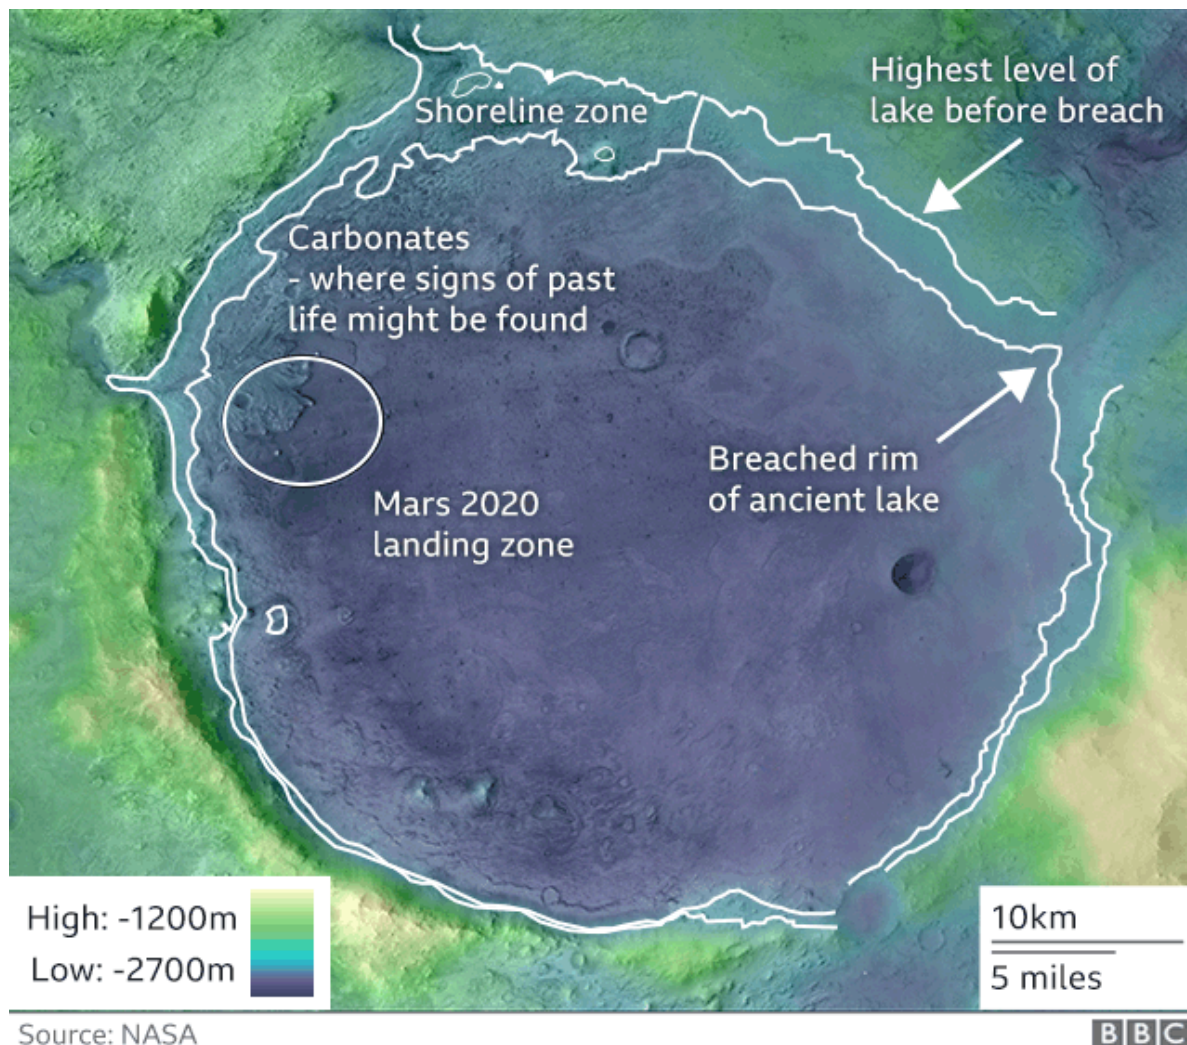 Highest level of
lake before breach
Shoreline zone
Carbonates
- where signs of past
life might be found
Breached rim
of ancient lake
Mars 2020
landing zone
High: -1200m
Low: -2700m
10km
5 miles
Source: NASA
BBC